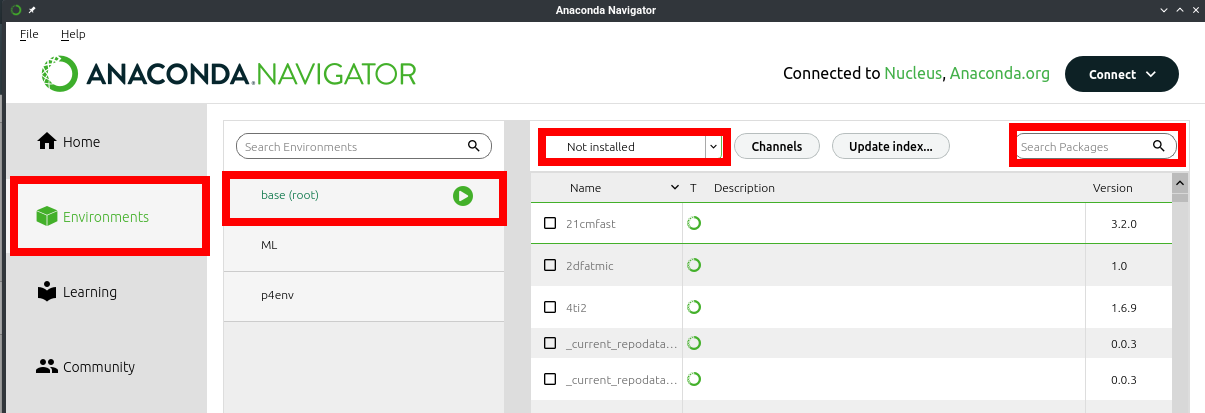 Anaconda Navigator
File Help
ANACONDA.NAVIGATOR
Connected to Nucleus, Anaconda.org
Connect
Home
Environments
Learning
Community
Search Environments
base (root)
ML
p4env
Not installed
Channels
Update index...
Search Packages
Name T Description Version
21cmfast 3.2.0
2dfatmic 1.0
4ti2 1.6.9
_current_repodata... 0.0.3
_current_repodata... 0.0.3